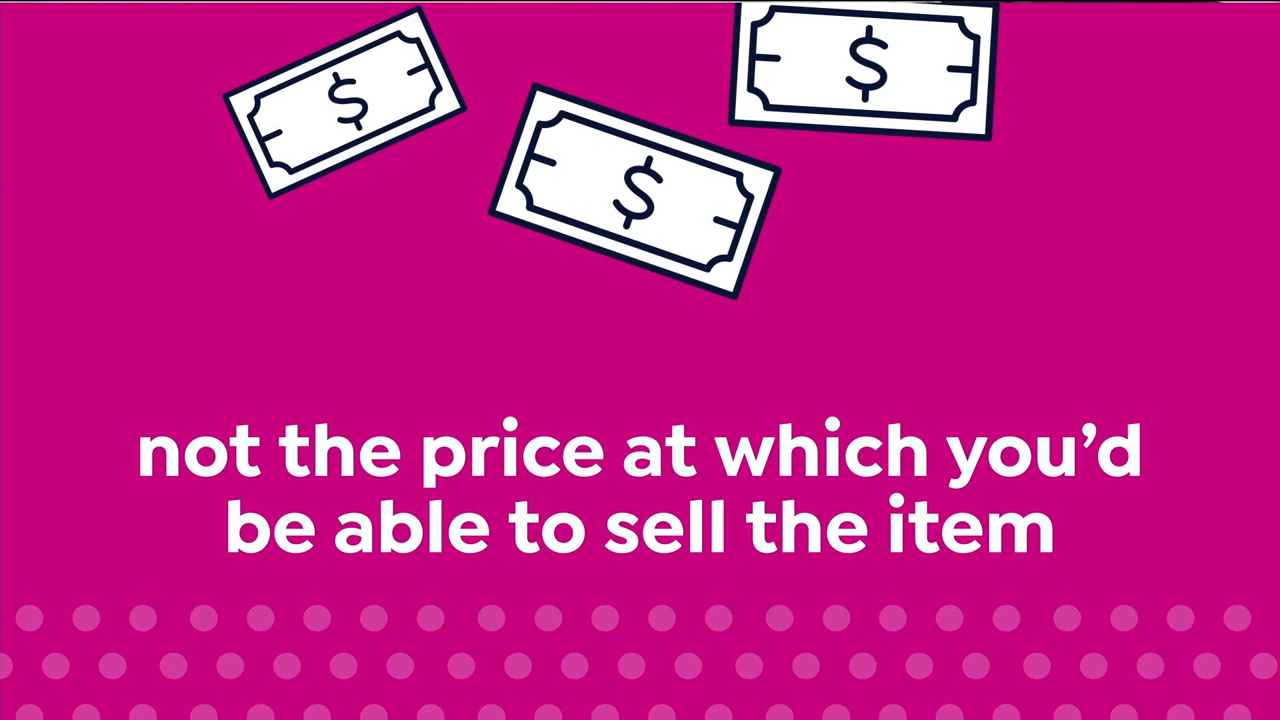 $
$
$
not the price at which you’d
be able to sell the item